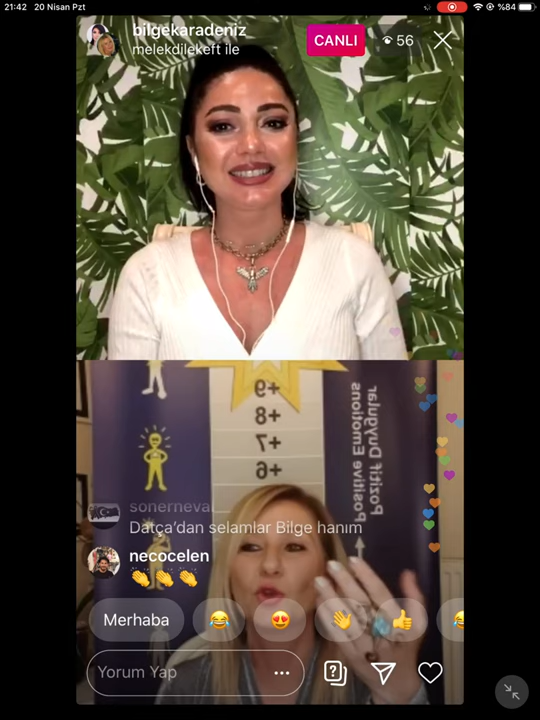 21:42 20 Nisan Pzt
%84
bilgekaradeniz
melekdilekeft ile
CANLI
56
+9
+8
+7
+6
Positive Emotions
Pozitif Duygular
sonerneval
Datça'dan selamlar Bilge hanım
necocelen
👏👏👏
Merhaba 😂 😍 👋 👍 😂
Yorum Yap